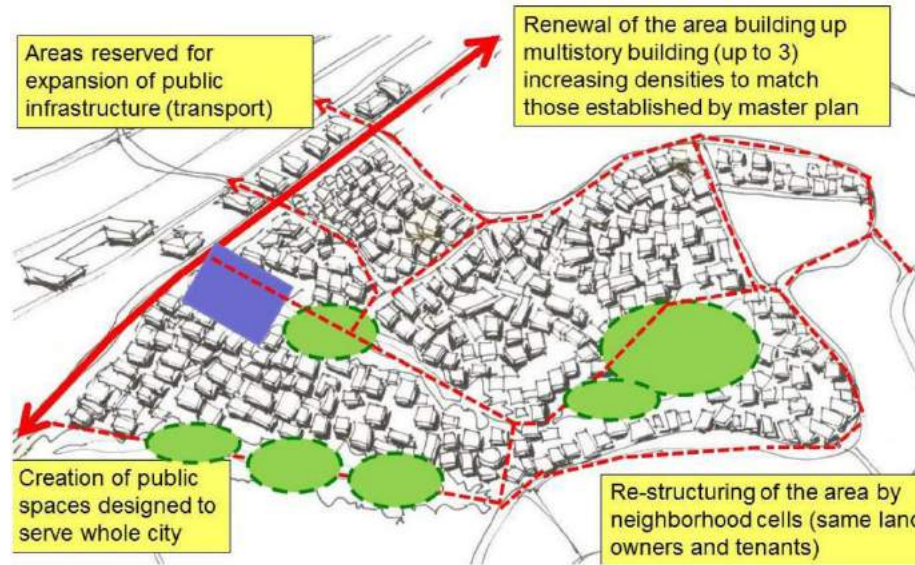 Areas reserved for
expansion of public
infrastructure (transport)
Renewal of the area building up
multistory building (up to 3)
increasing densities to match
those established by master plan
Creation of public
spaces designed to
serve whole city
Re-structuring of the area by
neighborhood cells (same land
owners and tenants)